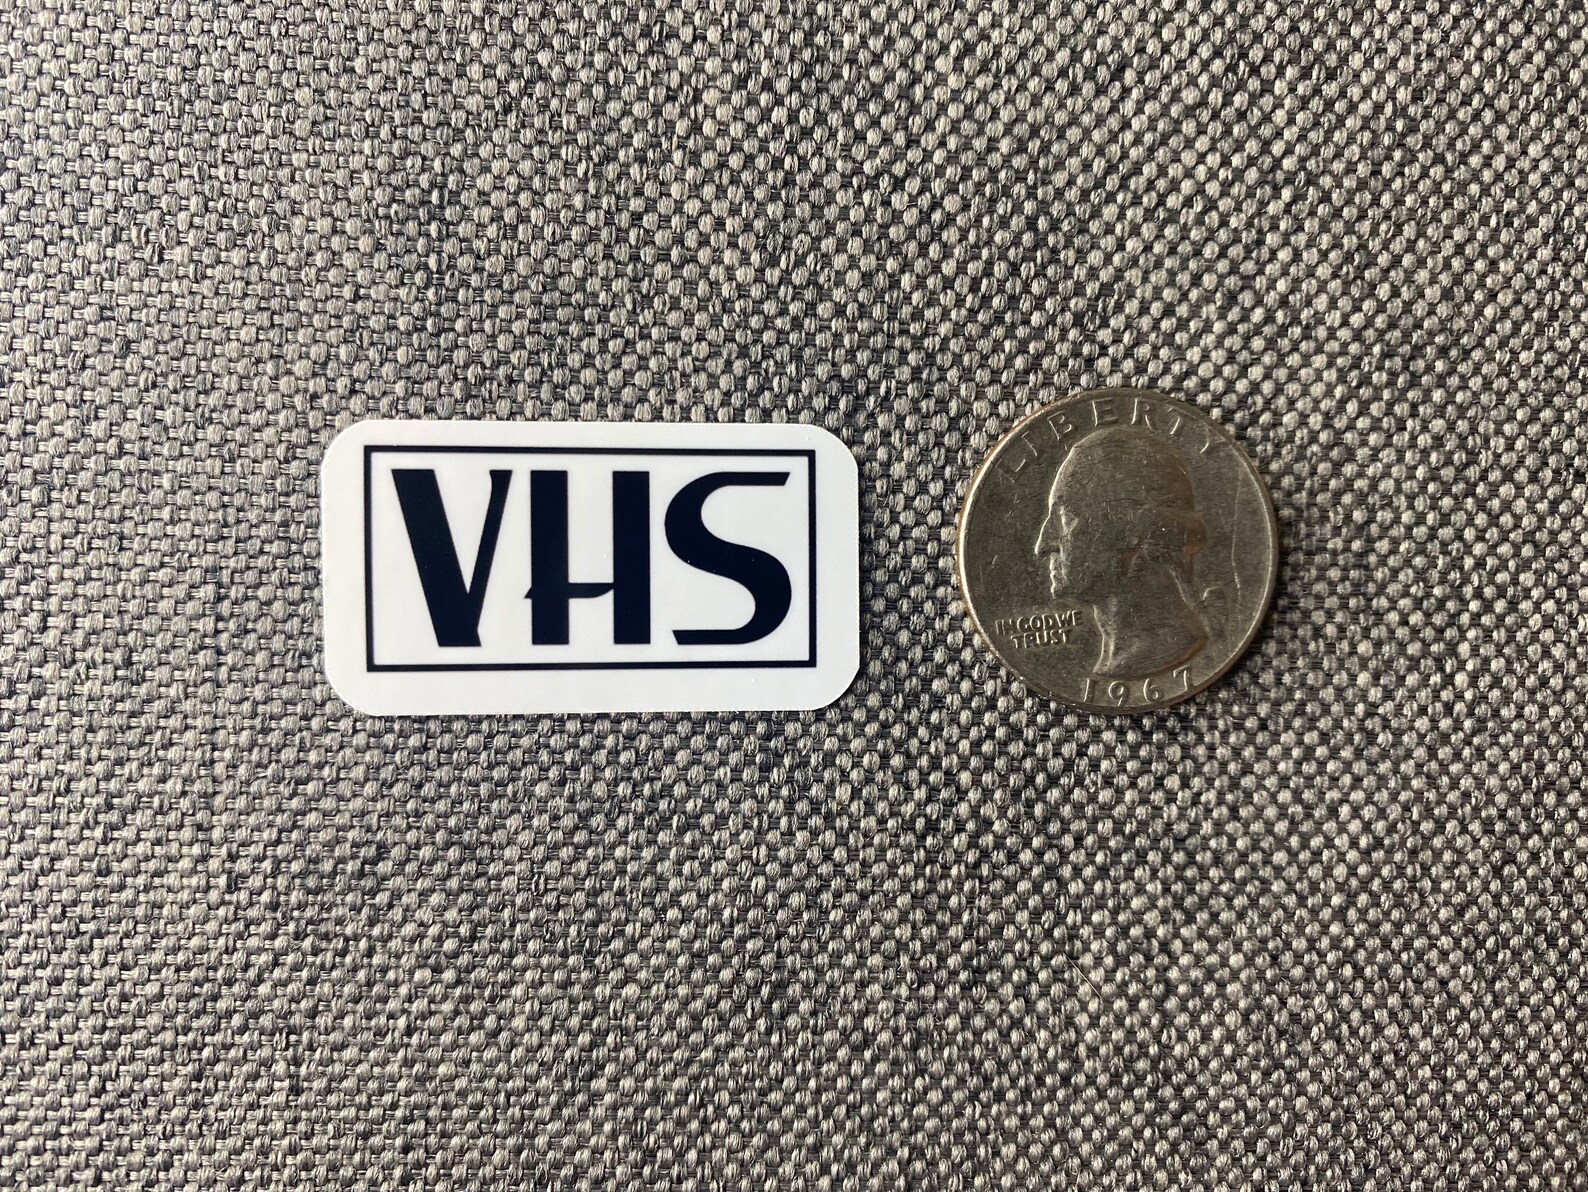 VHS
LIBERTY
IN GOD WE
TRUST
1967